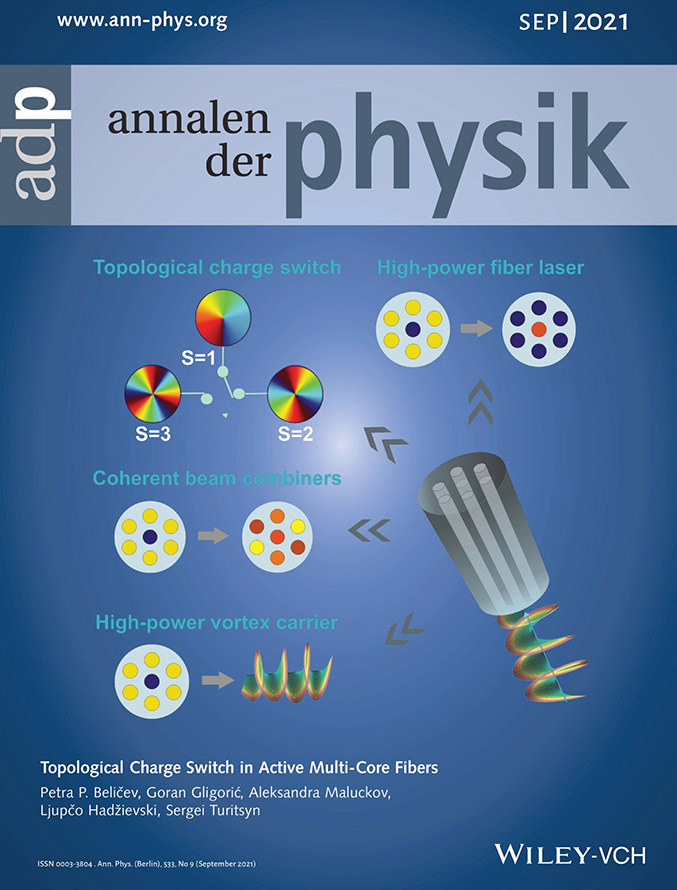 www.ann-phys.org
SEP|2021
adp
annalen
der
physik
Topological charge switch
High-power fiber laser
S=1
S=3
S=2
Coherent beam combiners
High-power vortex carrier
Topological Charge Switch in Active Multi-Core Fibers
Petra P. Beličev, Goran Gligorić, Aleksandra Maluckov,
Ljupčo Hadžievski, Sergei Turitsyn
ISSN 0003-3804 . Ann. Phys. (Berlin), 533, No 9 (September 2021)
WILEY-VCH